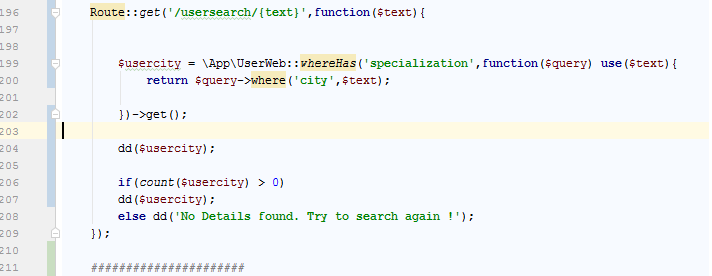 196 Route::get('/usersearch/{text}',function($text){
197
198
199 $usercity = \App\UserWeb::whereHas('specialization',function($query) use($text){
200 return $query->where('city',$text);
201
202 })->get();
203
204 dd($usercity);
205
206 if(count($usercity) > 0)
207 dd($usercity);
208 else dd('No Details found. Try to search again !');
209 });
210
211 ######################